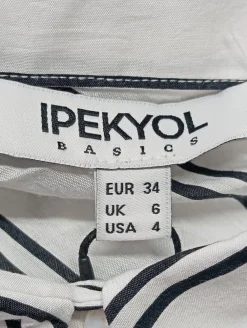 IPEKYOL
BASICS
EUR 34
UK 6
USA 4